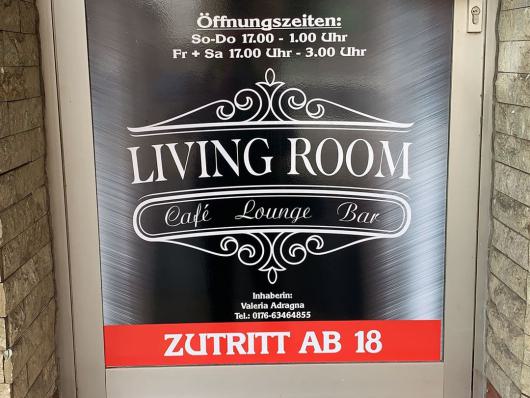 Öffnungszeiten:
So-Do 17.00 - 1.00 Uhr
Fr + Sa 17.00 Uhr - 3.00 Uhr
LIVING ROOM
Café Lounge Bar
Inhaberin:
Valeria Adragna
Tel.: 0176-63464855
ZUTRITT AB 18